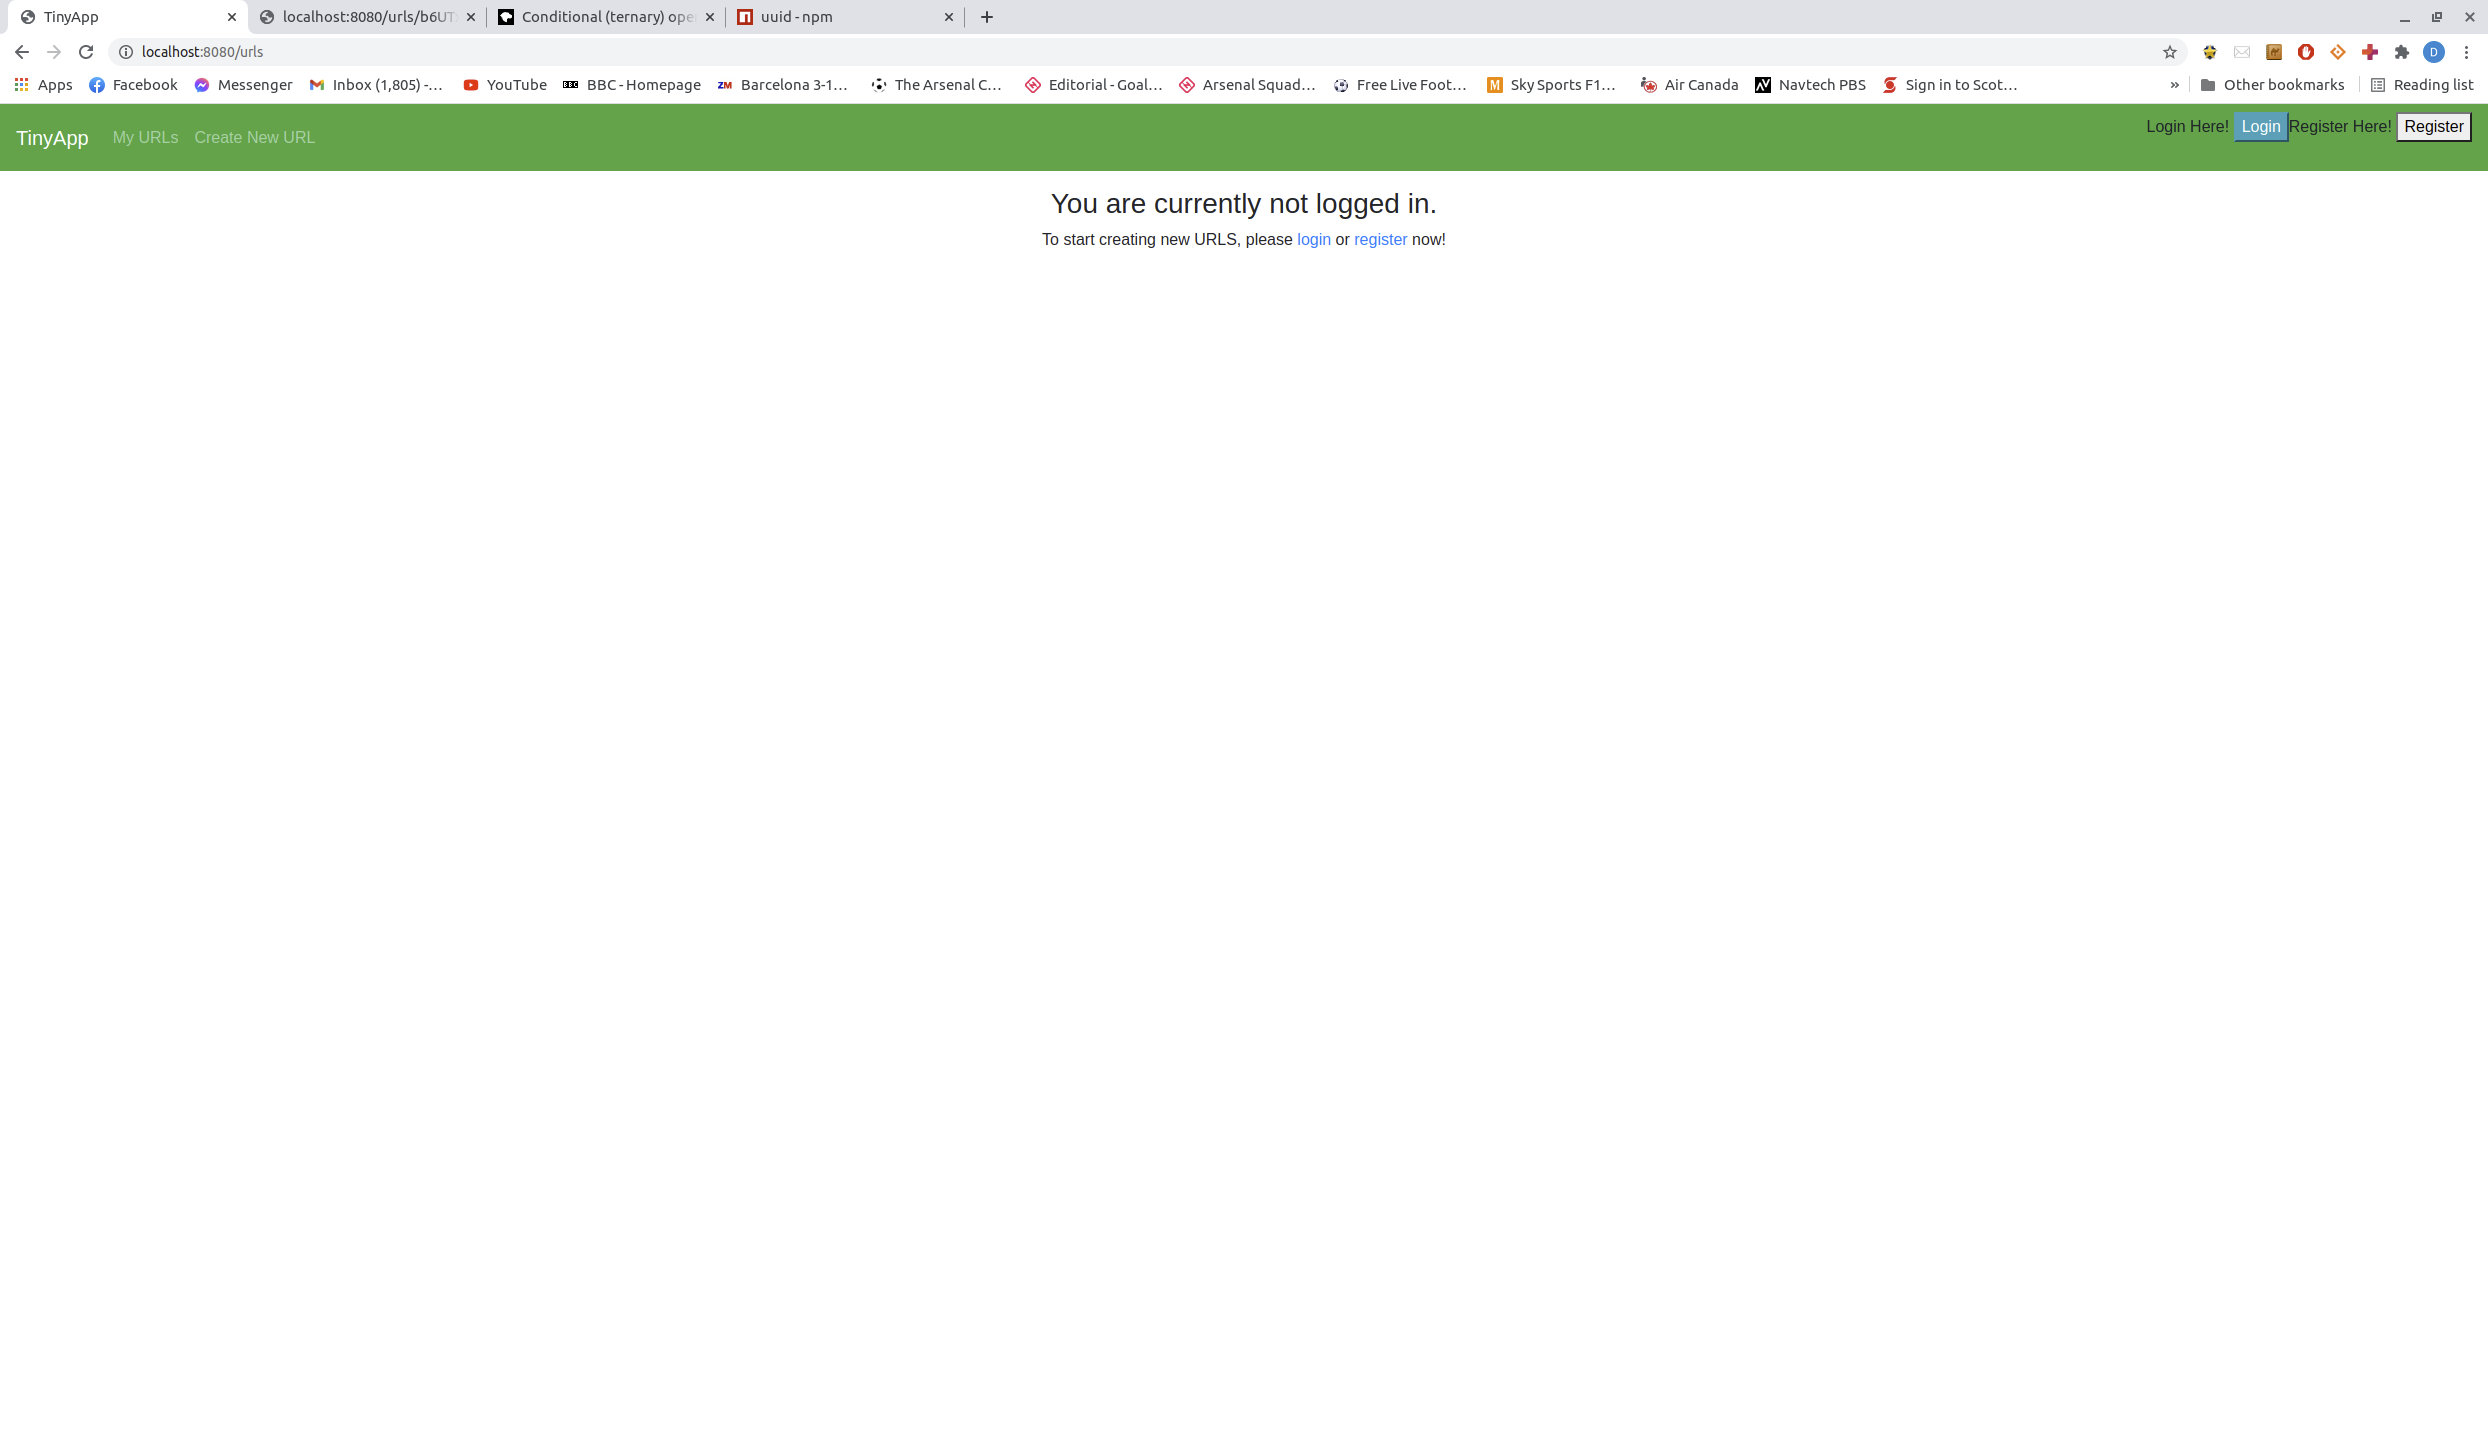 TinyApp
localhost:8080/urls/b6UT
Conditional (ternary) ope
uuid - npm
localhost:8080/urls
D
Apps
Facebook
Messenger
Inbox (1,805) -...
YouTube
BBC BBC - Homepage
ZM Barcelona 3-1...
The Arsenal C...
Editorial - Goal...
Arsenal Squad...
Free Live Foot...
M Sky Sports F1...
Air Canada
Navtech PBS
Sign in to Scot...
»
Other bookmarks
Reading list
TinyApp My URLs Create New URL
Login Here! Login Register Here! Register
You are currently not logged in.
To start creating new URLS, please login or register now!